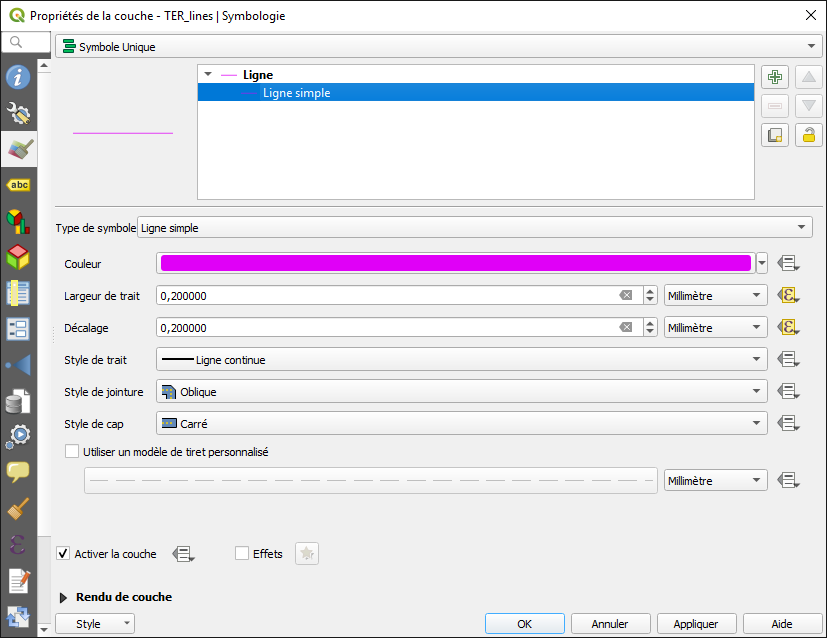 Propriétés de la couche - TER_lines | Symbologie
Symbole Unique
Ligne
Ligne simple
abc
Type de symbole Ligne simple
Couleur
Largeur de trait 0,200000 Millimètre
Décalage 0,200000 Millimètre
Style de trait Ligne continue
Style de jointure Oblique
Style de cap Carré
Utiliser un modèle de tiret personnalisé
Millimètre
Activer la couche Effets
Rendu de couche
Style OK Annuler Appliquer Aide